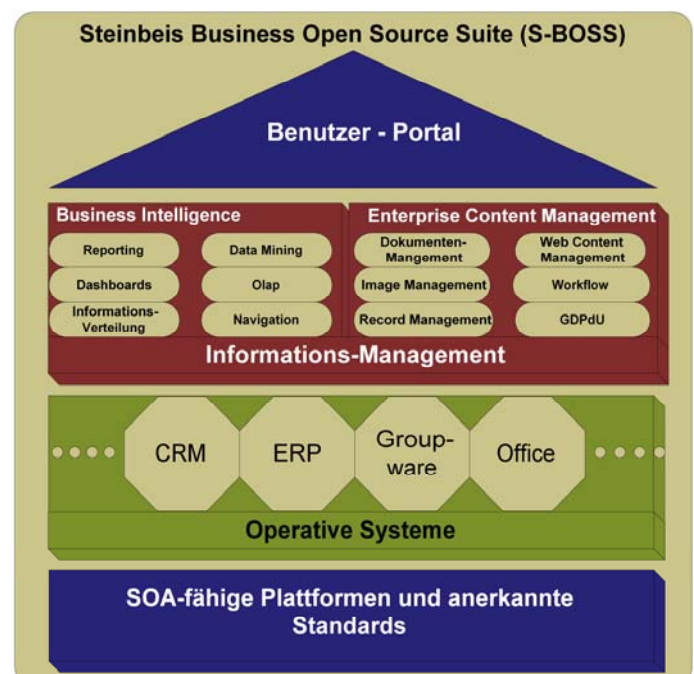 Steinbeis Business Open Source Suite (S-BOSS)
Benutzer - Portal
Business Intelligence
Enterprise Content Management
Reporting
Data Mining
Dokumenten-
Mangement
Web Content
Management
Dashboards
Olap
Image Management
Workflow
Informations-
Verteilung
Navigation
Record Management
GDPdU
Informations-Management
CRM
ERP
Group-
ware
Office
Operative Systeme
SOA-fähige Plattformen und anerkannte
Standards